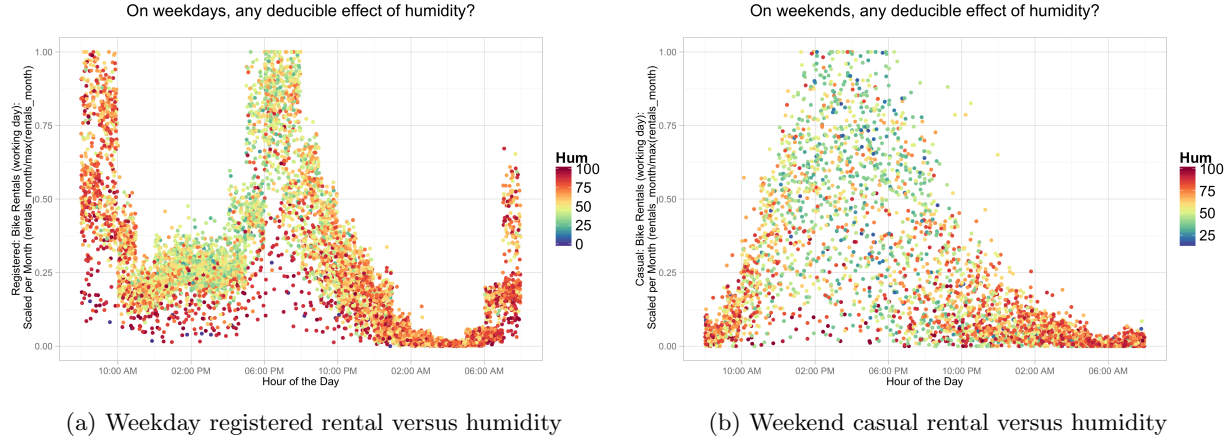 On weekdays, any deducible effect of humidity?
Registered: Bike Rentals (working day):
Scaled per Month (rentals_month/max(rentals_month)
1.00
0.75
0.50
0.25
0.00
10:00 AM 02:00 PM 06:00 PM 10:00 PM 02:00 AM 06:00 AM
Hour of the Day
Hum
100
75
50
25
0
(a) Weekday registered rental versus humidity
On weekends, any deducible effect of humidity?
Casual: Bike Rentals (working day):
Scaled per Month (rentals_month/max(rentals_month)
1.00
0.75
0.50
0.25
0.00
10:00 AM 02:00 PM 06:00 PM 10:00 PM 02:00 AM 06:00 AM
Hour of the Day
Hum
100
75
50
25
(b) Weekend casual rental versus humidity